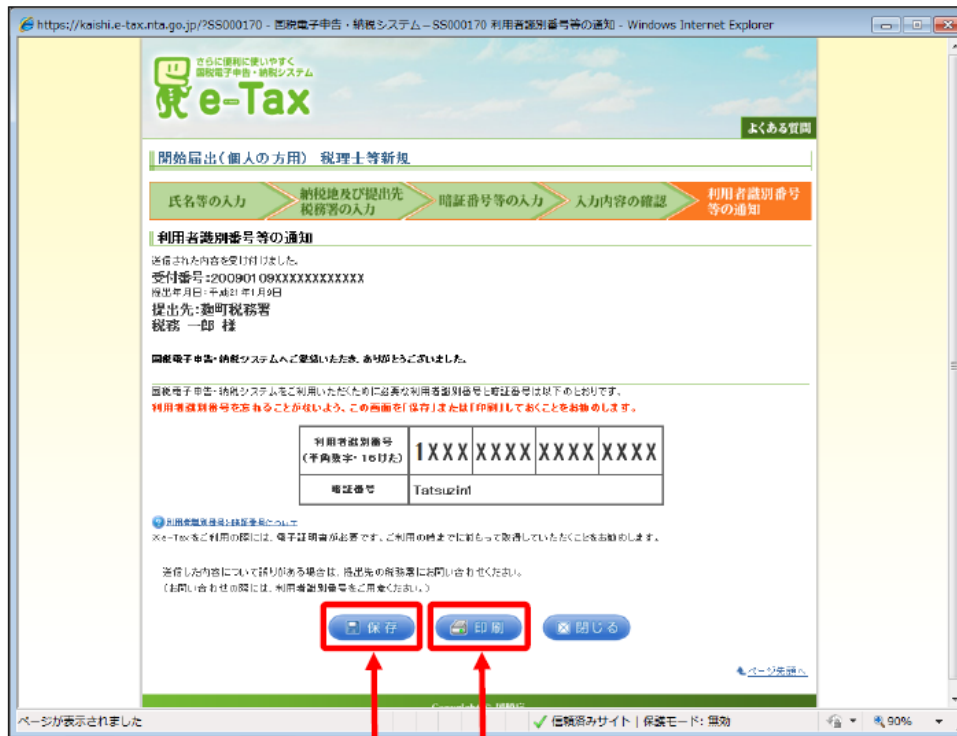 https://kaishi.e-tax.nta.go.jp/?SS000170 - 国税電子申告・納税システム－SS000170 利用者識別番号等の通知 - Windows Internet Explorer
さらに便利に使いやすく
国税電子申告・納税システム
e-Tax
よくある質問
開始届出（個人の方用） 税理士等新規
氏名等の入力
納税地及び提出先
税務署の入力
暗証番号等の入力
入力内容の確認
利用者識別番号
等の通知
利用者識別番号等の通知
送信された内容を受け付けました。
受付番号：20090109XXXXXXXXXXXX
提出年月日：平成21年1月9日
提出先：麹町税務署
税務 一郎 様
国税電子申告・納税システムへご登録いただき、ありがとうございました。
国税電子申告・納税システムをご利用いただくために必要な利用者識別番号と暗証番号は以下のとおりです。
利用者識別番号を忘れることがないよう、この画面を「保存」または「印刷」しておくことをお勧めします。
利用者識別番号
（半角数字・16けた）
1XXX XXXX XXXX XXXX
暗証番号
Tatsuzin1
利用者識別番号と暗証番号について
※e-Taxをご利用の際には、電子証明書が必要です。ご利用の時までに前もって取得していただくことをお勧めします。
送信した内容について誤りがある場合は、提出先の税務署にお問い合わせください。
（お問い合わせの際には、利用者識別番号をご用意ください。）
保存
印刷
閉じる
ページ先頭へ
Copyright © 国税庁
ページが表示されました
信頼済みサイト | 保護モード: 無効
90%